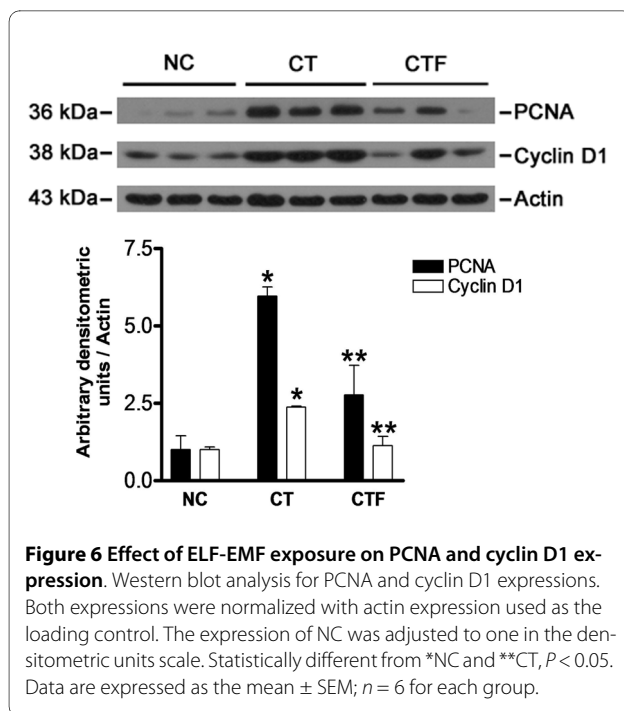 NC CT CTF
36 kDa– –PCNA
38 kDa– –Cyclin D1
43 kDa– –Actin
7.5
5.0
2.5
0.0
Arbitrary densitometric
units / Actin
PCNA
Cyclin D1
*
*
**
**
NC CT CTF
Figure 6 Effect of ELF-EMF exposure on PCNA and cyclin D1 ex-
pression. Western blot analysis for PCNA and cyclin D1 expressions.
Both expressions were normalized with actin expression used as the
loading control. The expression of NC was adjusted to one in the den-
sitometric units scale. Statistically different from *NC and **CT, P < 0.05.
Data are expressed as the mean ± SEM; n = 6 for each group.